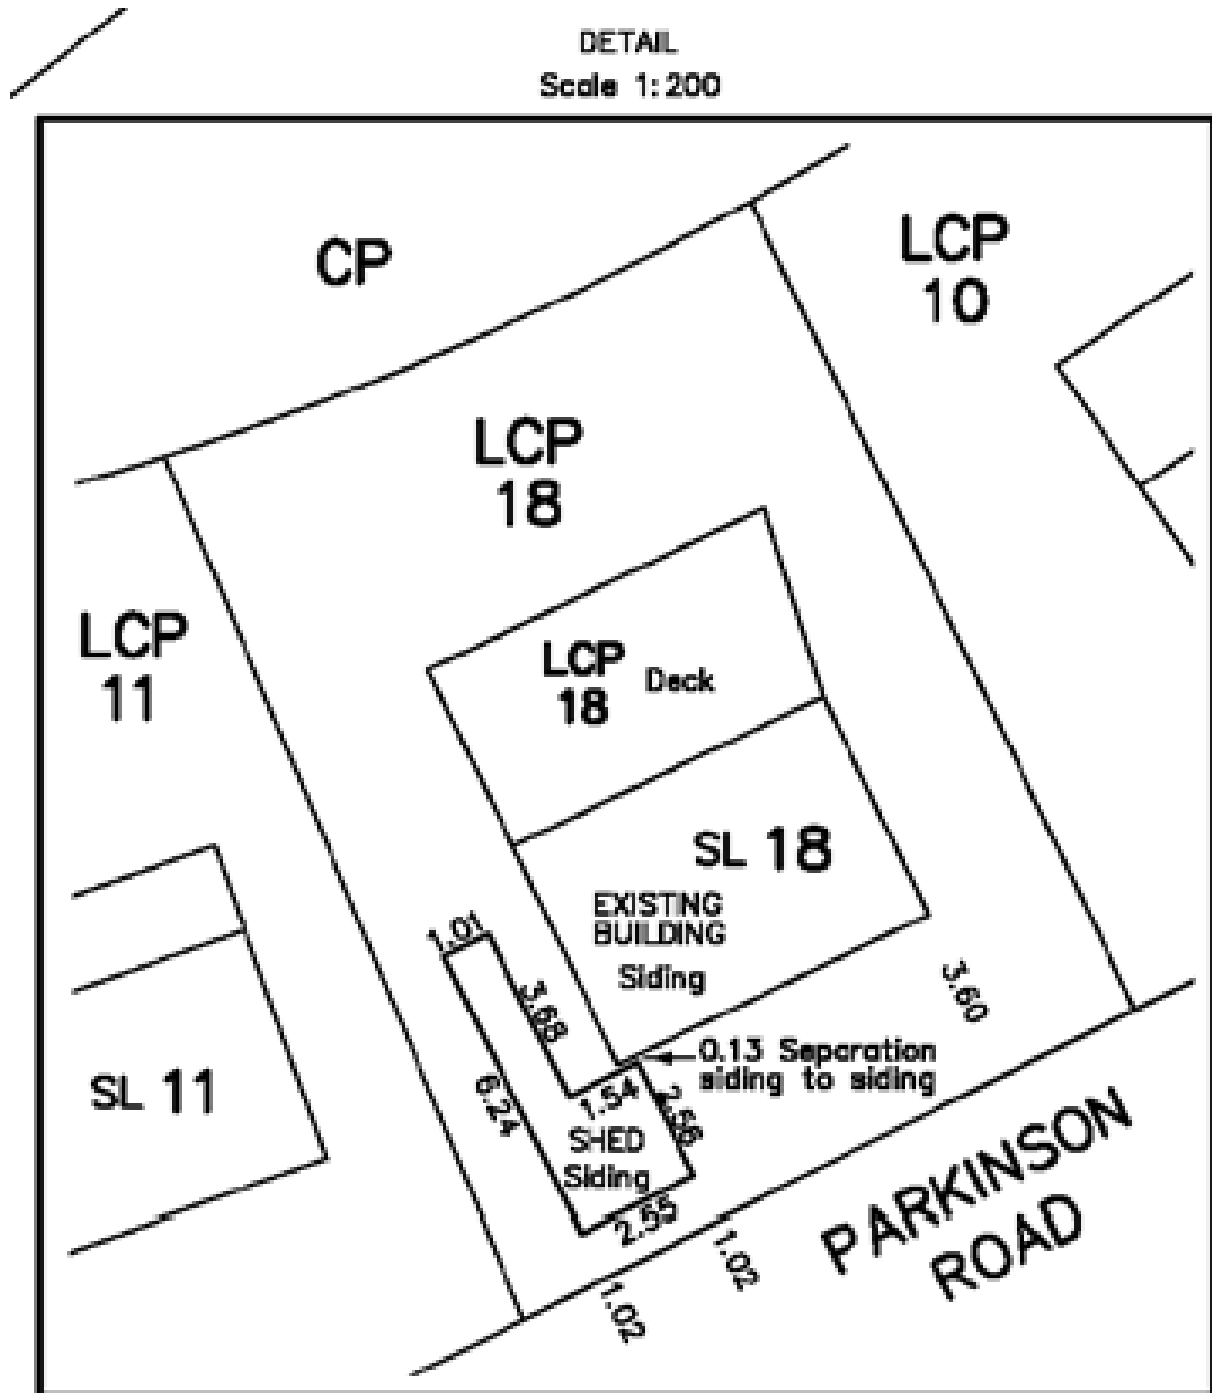 DETAIL
Scale 1:200
CP
LCP
10
LCP
18
LCP
11
LCP
18
Deck
SL 18
EXISTING
BUILDING
Siding
1.01
3.68
3.60
0.13 Separation
siding to siding
SL 11
6.24
1.54
2.56
SHED
Siding
2.55
1.02
1.02
PARKINSON
ROAD